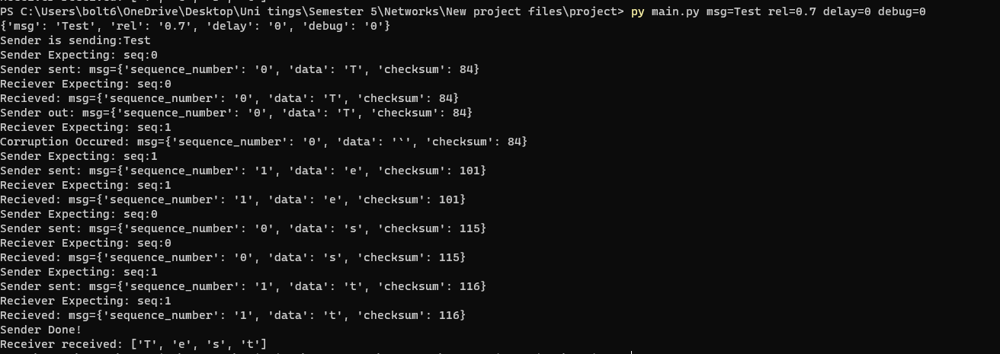 PS C:\Users\bolt6\OneDrive\Desktop\Uni tings\Semester 5\Networks\New project files\project> py main.py msg=Test rel=0.7 delay=0 debug=0
{'msg': 'Test', 'rel': '0.7', 'delay': '0', 'debug': '0'}
Sender is sending:Test
Sender Expecting: seq:0
Sender sent: msg={'sequence_number': '0', 'data': 'T', 'checksum': 84}
Reciever Expecting: seq:0
Recieved: msg={'sequence_number': '0', 'data': 'T', 'checksum': 84}
Sender out: msg={'sequence_number': '0', 'data': 'T', 'checksum': 84}
Reciever Expecting: seq:1
Corruption Occured: msg={'sequence_number': '0', 'data': '`', 'checksum': 84}
Sender Expecting: seq:1
Sender sent: msg={'sequence_number': '1', 'data': 'e', 'checksum': 101}
Reciever Expecting: seq:1
Recieved: msg={'sequence_number': '1', 'data': 'e', 'checksum': 101}
Sender Expecting: seq:0
Sender sent: msg={'sequence_number': '0', 'data': 's', 'checksum': 115}
Reciever Expecting: seq:0
Recieved: msg={'sequence_number': '0', 'data': 's', 'checksum': 115}
Sender Expecting: seq:1
Sender sent: msg={'sequence_number': '1', 'data': 't', 'checksum': 116}
Reciever Expecting: seq:1
Recieved: msg={'sequence_number': '1', 'data': 't', 'checksum': 116}
Sender Done!
Receiver received: ['T', 'e', 's', 't']